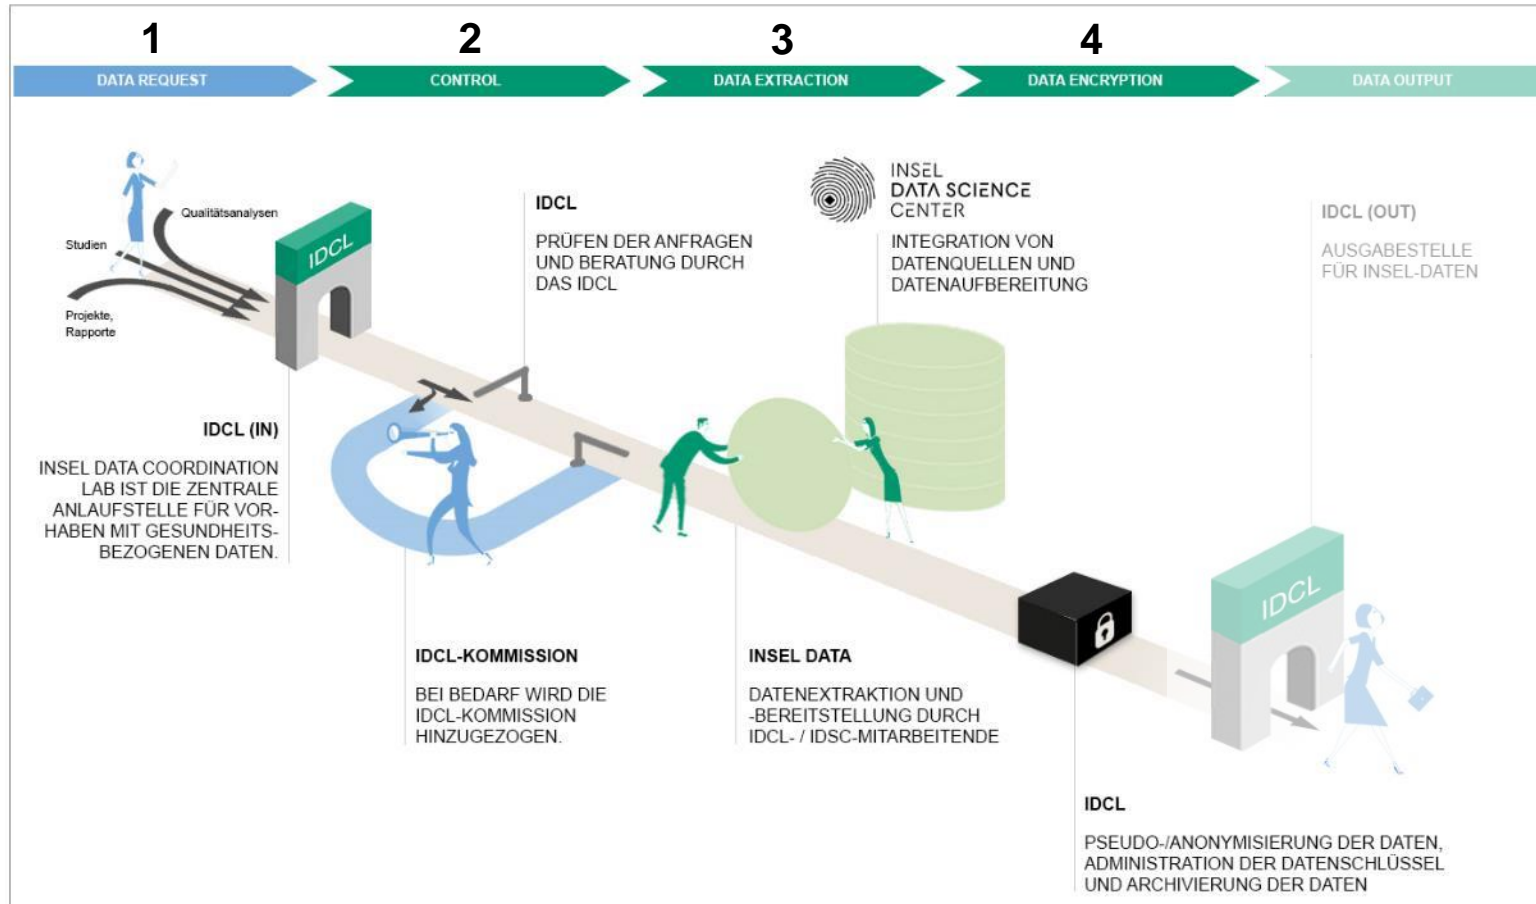 1
2
3
4
DATA REQUEST
CONTROL
DATA EXTRACTION
DATA ENCRYPTION
DATA OUTPUT
Qualitätsanalysen
Studien
Projekte,
Rapporte
IDCL
IDCL (IN)
INSEL DATA COORDINATION
LAB IST DIE ZENTRALE
ANLAUFSTELLE FÜR VOR-
HABEN MIT GESUNDHEITS-
BEZOGENEN DATEN.
IDCL
PRÜFEN DER ANFRAGEN
UND BERATUNG DURCH
DAS IDCL
IDCL-KOMMISSION
BEI BEDARF WIRD DIE
IDCL-KOMMISSION
HINZUGEZOGEN.
INSEL
DATA SCIENCE
CENTER
INTEGRATION VON
DATENQUELLEN UND
DATENAUFBEREITUNG
INSEL DATA
DATENEXTRAKTION UND
-BEREITSTELLUNG DURCH
IDCL- / IDSC-MITARBEITENDE
IDCL
PSEUDO-/ANONYMISIERUNG DER DATEN,
ADMINISTRATION DER DATENSCHLÜSSEL
UND ARCHIVIERUNG DER DATEN
IDCL (OUT)
AUSGABESTELLE
FÜR INSEL-DATEN
IDCL